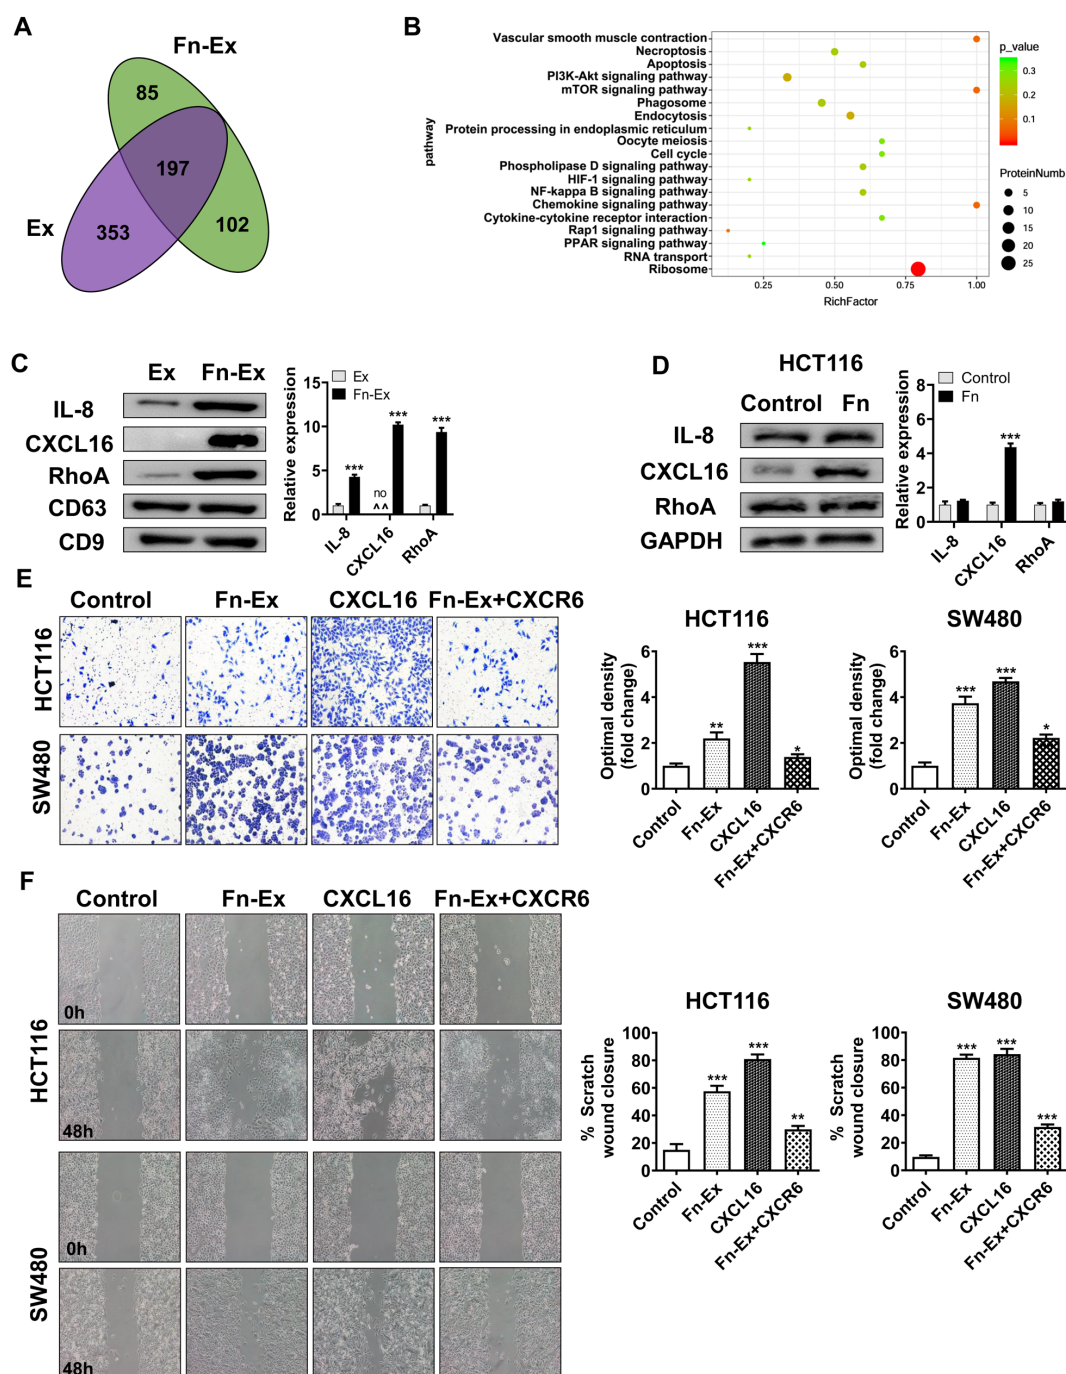 A
Fn-Ex
85
197
Ex
353
102
B
Vascular smooth muscle contraction
Necroptosis
Apoptosis
PI3K-Akt signaling pathway
mTOR signaling pathway
Phagosome
Endocytosis
Protein processing in endoplasmic reticulum
Oocyte meiosis
Cell cycle
Phospholipase D signaling pathway
HIF-1 signaling pathway
NF-kappa B signaling pathway
Chemokine signaling pathway
Cytokine-cytokine receptor interaction
Rap1 signaling pathway
PPAR signaling pathway
RNA transport
Ribosome
pathway
0.25 0.50 0.75 1.00
RichFactor
p_value
0.3
0.2
0.1
ProteinNumb
5
10
15
20
25
C
Ex Fn-Ex
IL-8
CXCL16
RhoA
CD63
CD9
Relative expression
15
10
5
0
Ex
Fn-Ex
***
no
^^
***
***
IL-8
CXCL16
RhoA
D
HCT116
Control Fn
IL-8
CXCL16
RhoA
GAPDH
Relative expression
8
6
4
2
0
Control
Fn
***
IL-8
CXCL16
RhoA
E
Control Fn-Ex CXCL16 Fn-Ex+CXCR6
HCT116
SW480
HCT116
Optimal density
(fold change)
6
4
2
0
**
***
*
Control
Fn-Ex
CXCL16
Fn-Ex+CXCR6
SW480
Optimal density
(fold change)
6
4
2
0
***
***
*
Control
Fn-Ex
CXCL16
Fn-Ex+CXCR6
F
Control Fn-Ex CXCL16 Fn-Ex+CXCR6
HCT116
0h
48h
SW480
0h
48h
HCT116
% Scratch
wound closure
100
80
60
40
20
0
***
***
**
Control
Fn-Ex
CXCL16
Fn-Ex+CXCR6
SW480
% Scratch
wound closure
100
80
60
40
20
0
***
***
***
Control
Fn-Ex
CXCL16
Fn-Ex+CXCR6